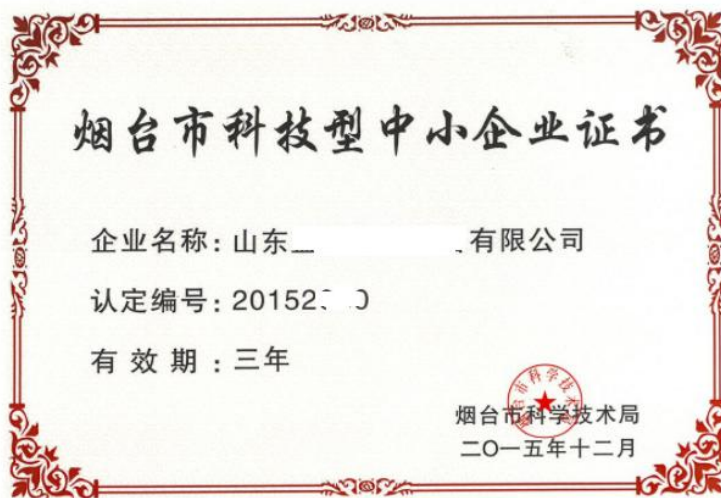 烟台市科技型中小企业证书
企业名称：山东 有限公司
认定编号：20152
有效期：三年
烟台市科学技术局
二〇一五年十二月